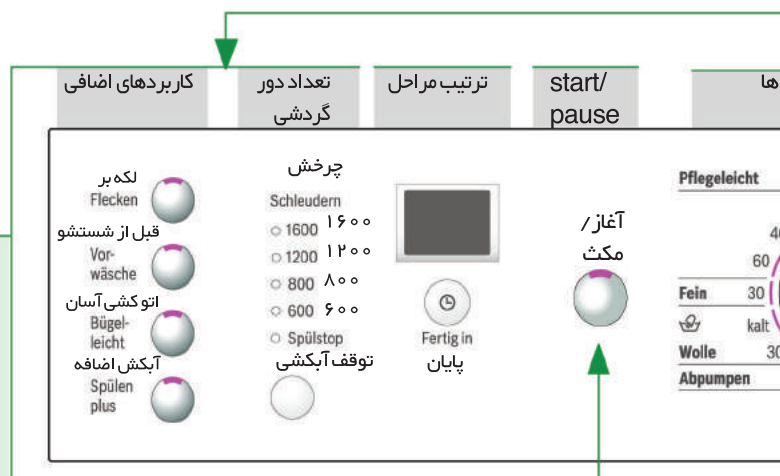 کاربردهای اضافی
تعداد دور
گردشی
ترتیب مراحل
start/
pause
ها
لکه بر
Flecken
قبل از شستشو
Vor-
wäsche
اتوکشی آسان
Bügel-
leicht
آبکش اضافه
Spülen
plus
چرخش
Schleudern
1600 ۱۶۰۰
1200 ۱۲۰۰
800 ۸۰۰
600 ۶۰۰
Spülstop
توقف آبکشی
Fertig in
پایان
آغاز/
مکث
Pflegeleicht
60
Fein 30
kalt
Wolle
Abpumpen